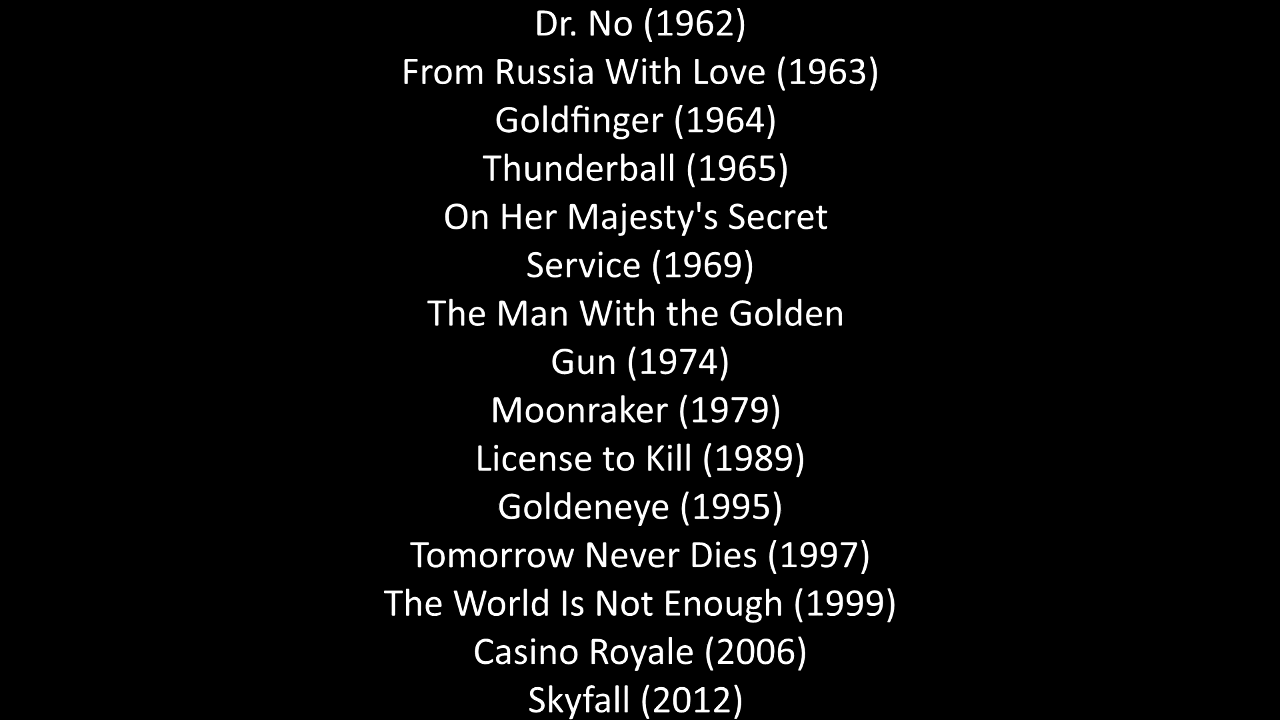 Dr. No (1962)
From Russia With Love (1963)
Goldfinger (1964)
Thunderball (1965)
On Her Majesty's Secret
Service (1969)
The Man With the Golden
Gun (1974)
Moonraker (1979)
License to Kill (1989)
Goldeneye (1995)
Tomorrow Never Dies (1997)
The World Is Not Enough (1999)
Casino Royale (2006)
Skyfall (2012)